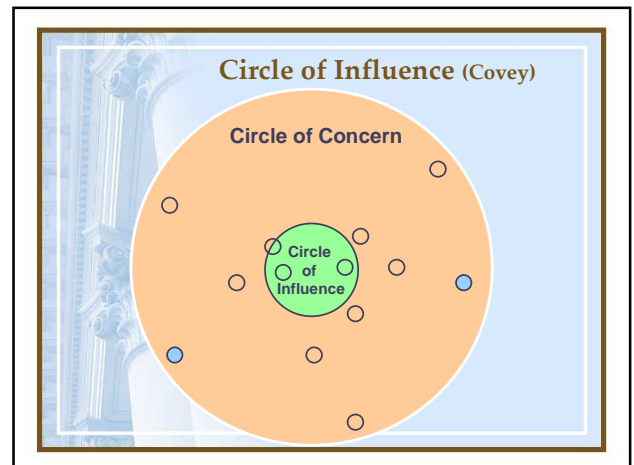 Circle of Influence (Covey)
Circle of Concern
Circle
of
Influence